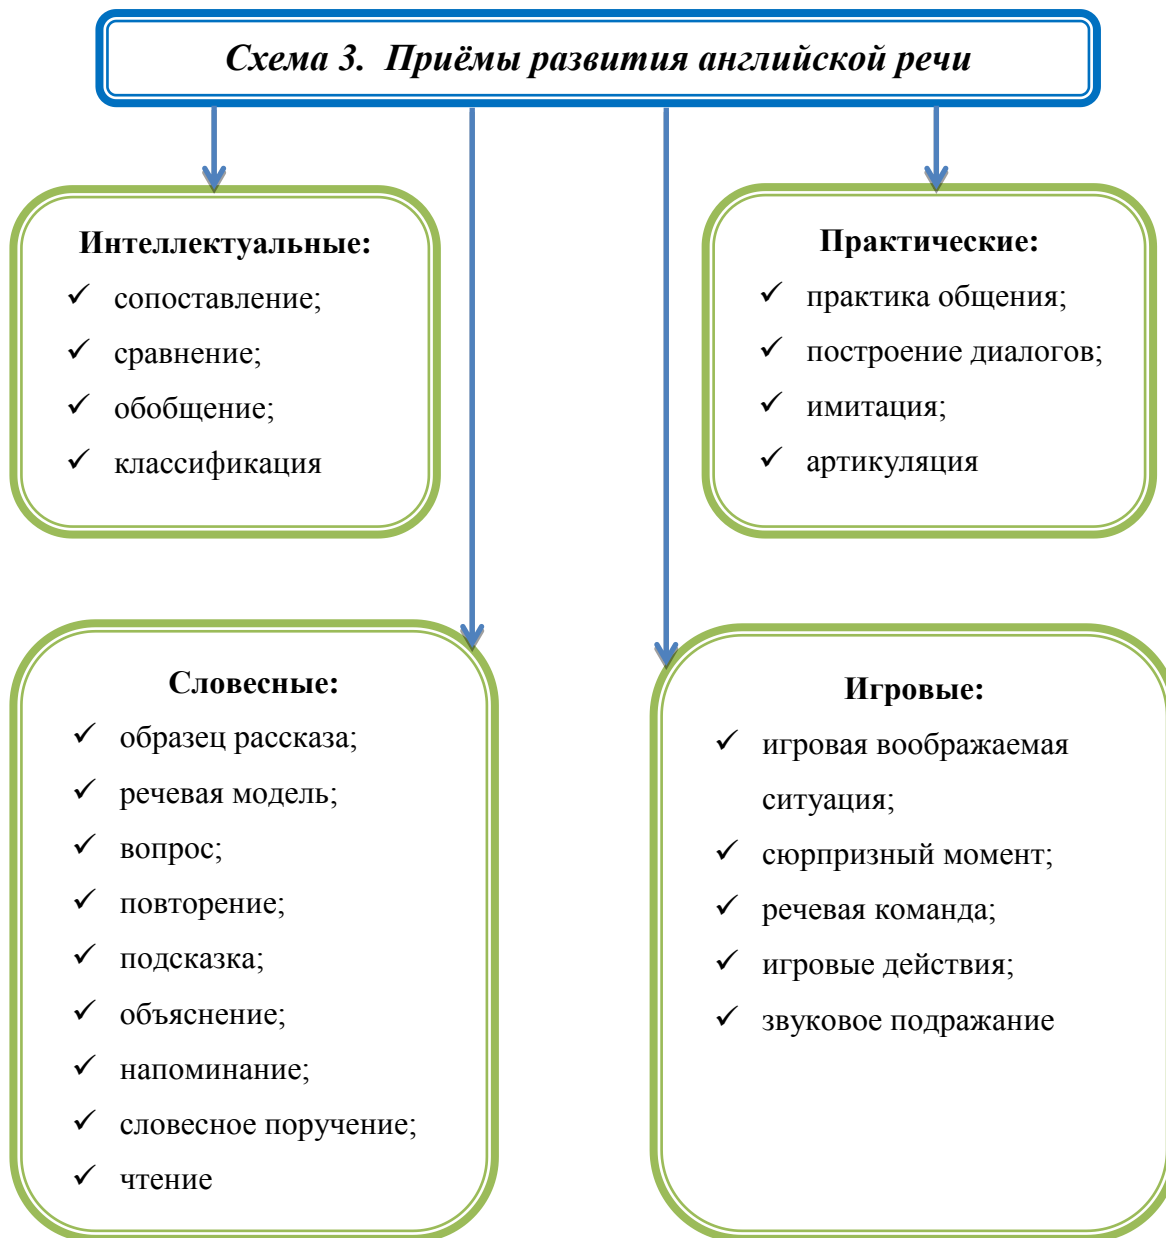 Схема 3. Приёмы развития английской речи
Интеллектуальные:
✓ сопоставление;
✓ сравнение;
✓ обобщение;
✓ классификация
Практические:
✓ практика общения;
✓ построение диалогов;
✓ имитация;
✓ артикуляция
Словесные:
✓ образец рассказа;
✓ речевая модель;
✓ вопрос;
✓ повторение;
✓ подсказка;
✓ объяснение;
✓ напоминание;
✓ словесное поручение;
✓ чтение
Игровые:
✓ игровая воображаемая
ситуация;
✓ сюрпризный момент;
✓ речевая команда;
✓ игровые действия;
✓ звуковое подражание